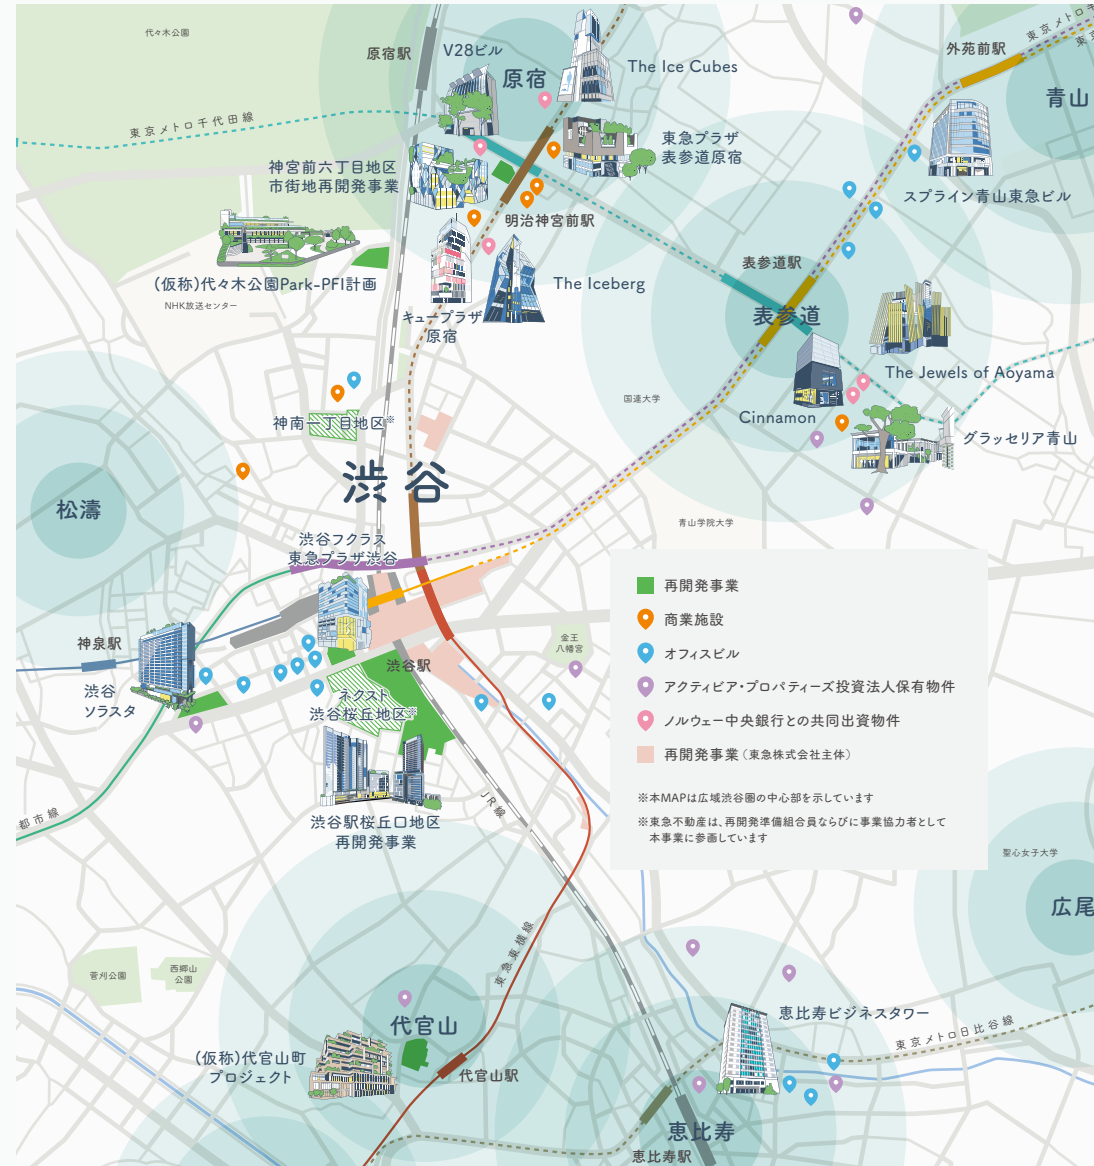 代々木公園
原宿駅
V28ビル
原宿
The Ice Cubes
外苑前駅
東京メトロ
青山
東京メトロ千代田線
神宮前六丁目地区
市街地再開発事業
東急プラザ
表参道原宿
スプライン青山東急ビル
明治神宮前駅
(仮称)代々木公園Park-PFI計画
NHK放送センター
The Iceberg
表参道駅
キュープラザ
原宿
表参道
The Jewels of Aoyama
国連大学
Cinnamon
神南一丁目地区※
グラッセリア青山
渋谷
松濤
青山学院大学
渋谷フクラス
東急プラザ渋谷
神泉駅
渋谷
ソラスタ
渋谷駅
金王
八幡宮
ネクスト
渋谷桜丘地区※
再開発事業
商業施設
オフィスビル
アクティビア・プロパティーズ投資法人保有物件
ノルウェー中央銀行との共同出資物件
再開発事業(東急株式会社主体)
※本MAPは広域渋谷圏の中心部を示しています
※東急不動産は、再開発準備組合員ならびに事業協力者として
本事業に参画しています
都市線
JR線
渋谷駅桜丘口地区
再開発事業
聖心女子大学
広尾
東急東横線
菅刈公園
西郷山
公園
代官山
恵比寿ビジネスタワー
東京メトロ日比谷線
(仮称)代官山町
プロジェクト
代官山駅
恵比寿
恵比寿駅